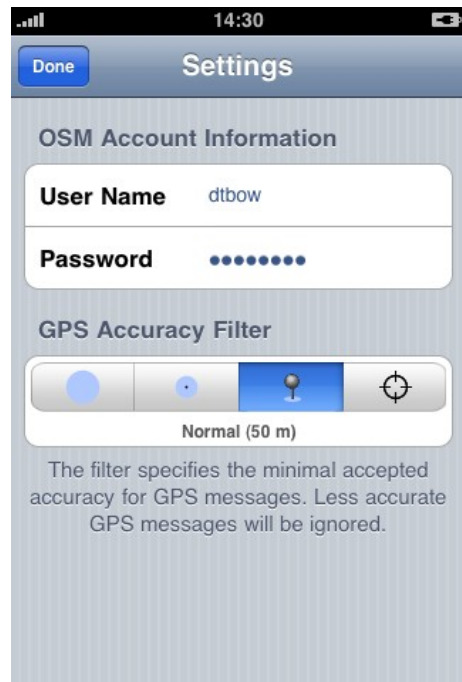 14:30
Done
Settings
OSM Account Information
User Name dtbow
Password ●●●●●●●●
GPS Accuracy Filter
Normal (50 m)
The filter specifies the minimal accepted
accuracy for GPS messages. Less accurate
GPS messages will be ignored.